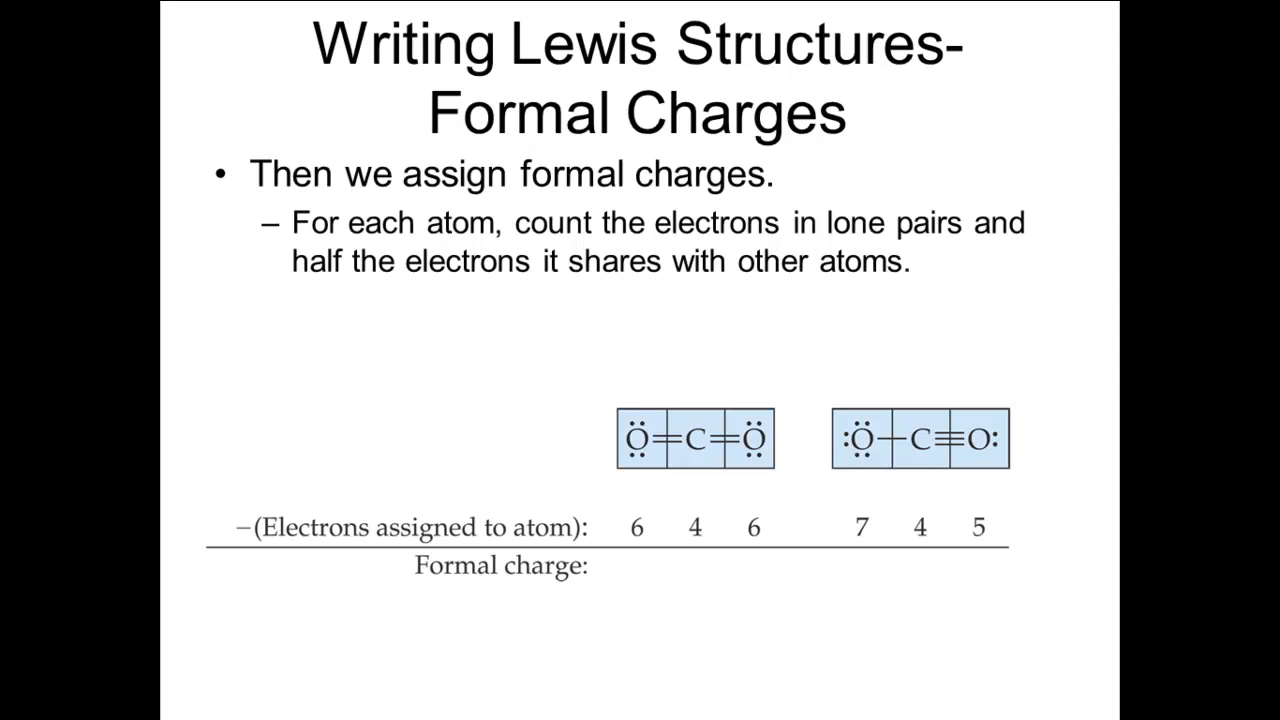 Writing Lewis Structures-
Formal Charges
• Then we assign formal charges.
– For each atom, count the electrons in lone pairs and
half the electrons it shares with other atoms.
Ö=C=Ö :Ö–C≡O:
−(Electrons assigned to atom): 6 4 6 7 4 5
Formal charge: